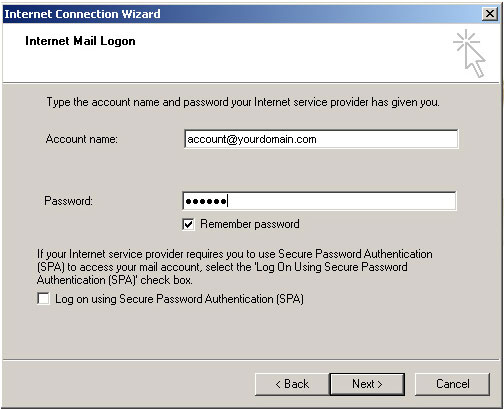 Internet Connection Wizard
Internet Mail Logon
Type the account name and password your Internet service provider has given you.
Account name: account@yourdomain.com
Password: ••••••
Remember password
If your Internet service provider requires you to use Secure Password Authentication
(SPA) to access your mail account, select the 'Log On Using Secure Password
Authentication (SPA)' check box.
Log on using Secure Password Authentication (SPA)
< Back Next > Cancel